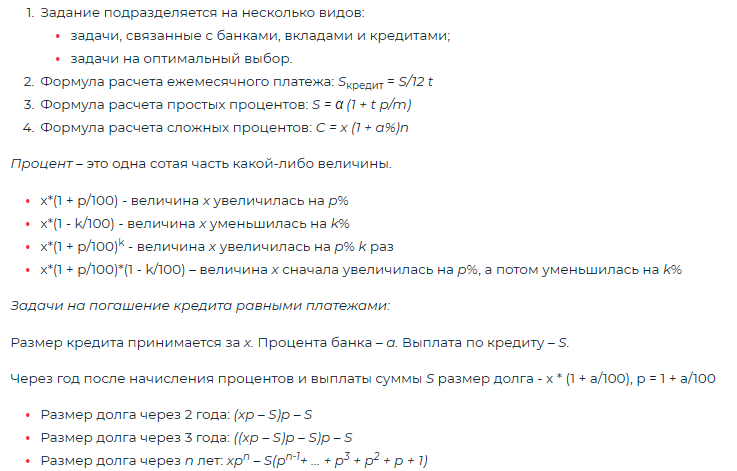 1. Задание подразделяется на несколько видов:
• задачи, связанные с банками, вкладами и кредитами;
• задачи на оптимальный выбор.
2. Формула расчета ежемесячного платежа: Sкредит = S/12 t
3. Формула расчета простых процентов: S = α (1 + t p/m)
4. Формула расчета сложных процентов: C = x (1 + a%)n
Процент – это одна сотая часть какой-либо величины.
• x*(1 + p/100) - величина x увеличилась на p%
• x*(1 - k/100) - величина x уменьшилась на k%
• x*(1 + p/100)^k - величина x увеличилась на p% k раз
• x*(1 + p/100)*(1 - k/100) – величина x сначала увеличилась на p%, а потом уменьшилась на k%
Задачи на погашение кредита равными платежами:
Размер кредита принимается за x. Процента банка – a. Выплата по кредиту – S.
Через год после начисления процентов и выплаты суммы S размер долга - x * (1 + a/100), p = 1 + a/100
• Размер долга через 2 года: (xp – S)p – S
• Размер долга через 3 года: ((xp – S)p – S)p – S
• Размер долга через n лет: xp^n – S(p^n-1+ ... + p^3 + p^2 + p + 1)